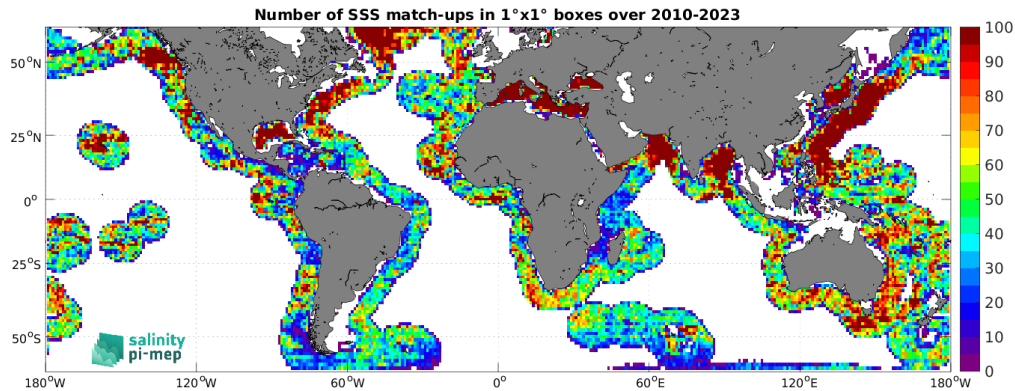 Number of SSS match-ups in 1°x1° boxes over 2010-2023
50°N
25°N
0°
25°S
50°S
180°W
120°W
60°W
0°
60°E
120°E
180°W
100
90
80
70
60
50
40
30
20
10
0
salinity
pi-mep